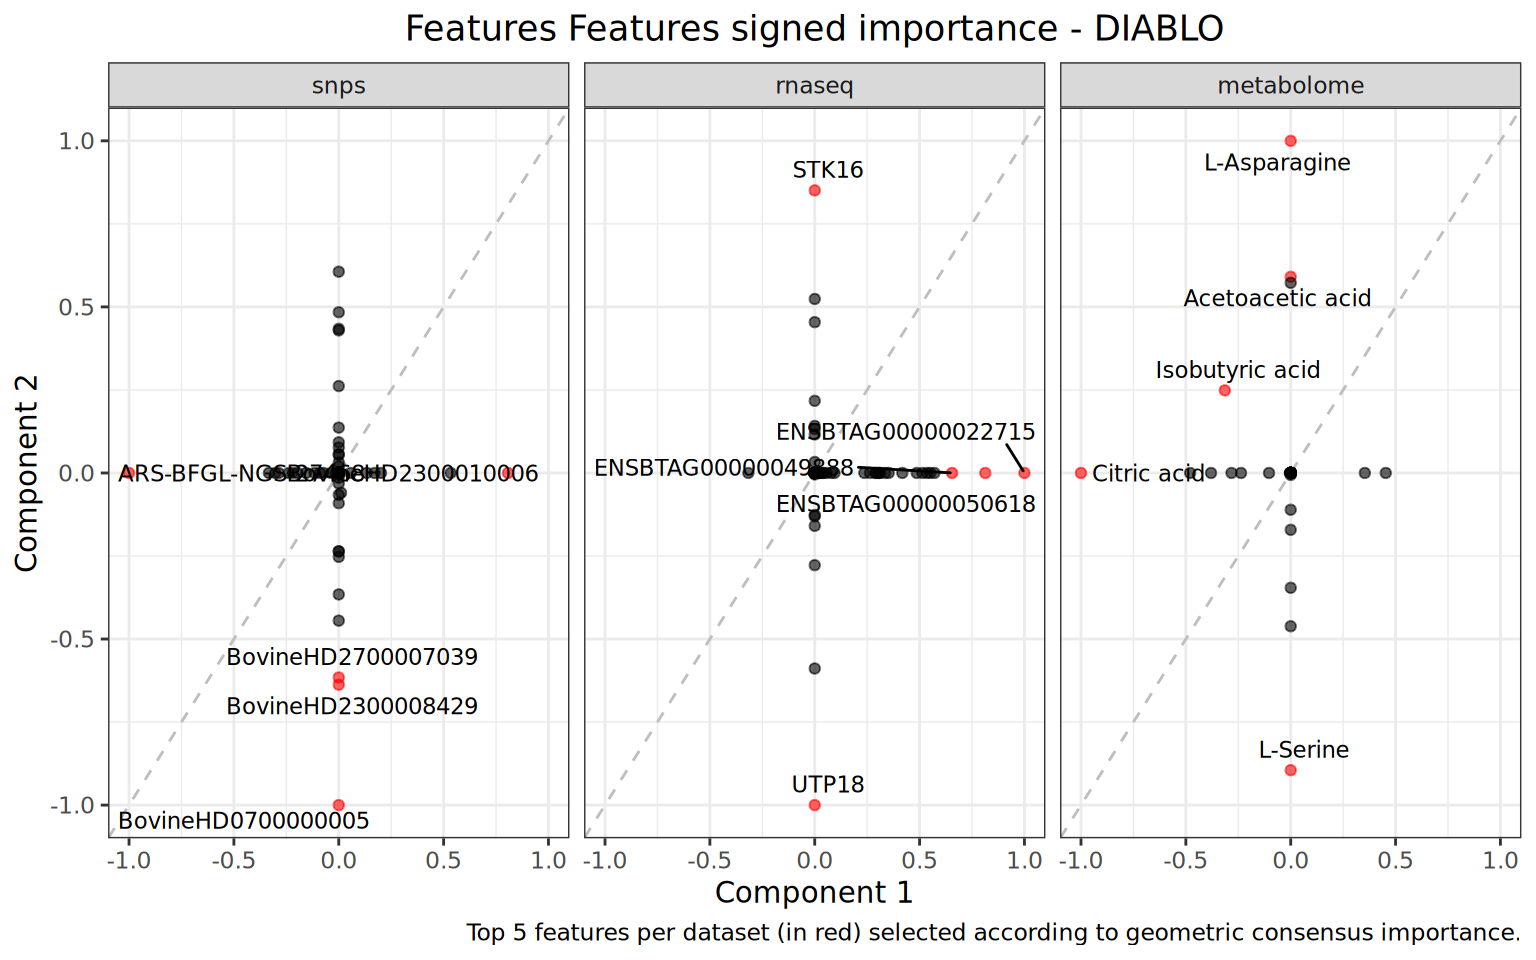 Features Features signed importance - DIABLO
snps
rnaseq
metabolome
Component 2
1.0
0.5
0.0
-0.5
-1.0
BovineHD2300010006
BovineHD2700007039
BovineHD2300008429
BovineHD0700000005
STK16
ENSBTAG00000022715
ENSBTAG00000050618
UTP18
L-Asparagine
Acetoacetic acid
Isobutyric acid
Citric acid
L-Serine
-1.0 -0.5 0.0 0.5 1.0
-1.0 -0.5 0.0 0.5 1.0
-1.0 -0.5 0.0 0.5 1.0
Component 1
Top 5 features per dataset (in red) selected according to geometric consensus importance.